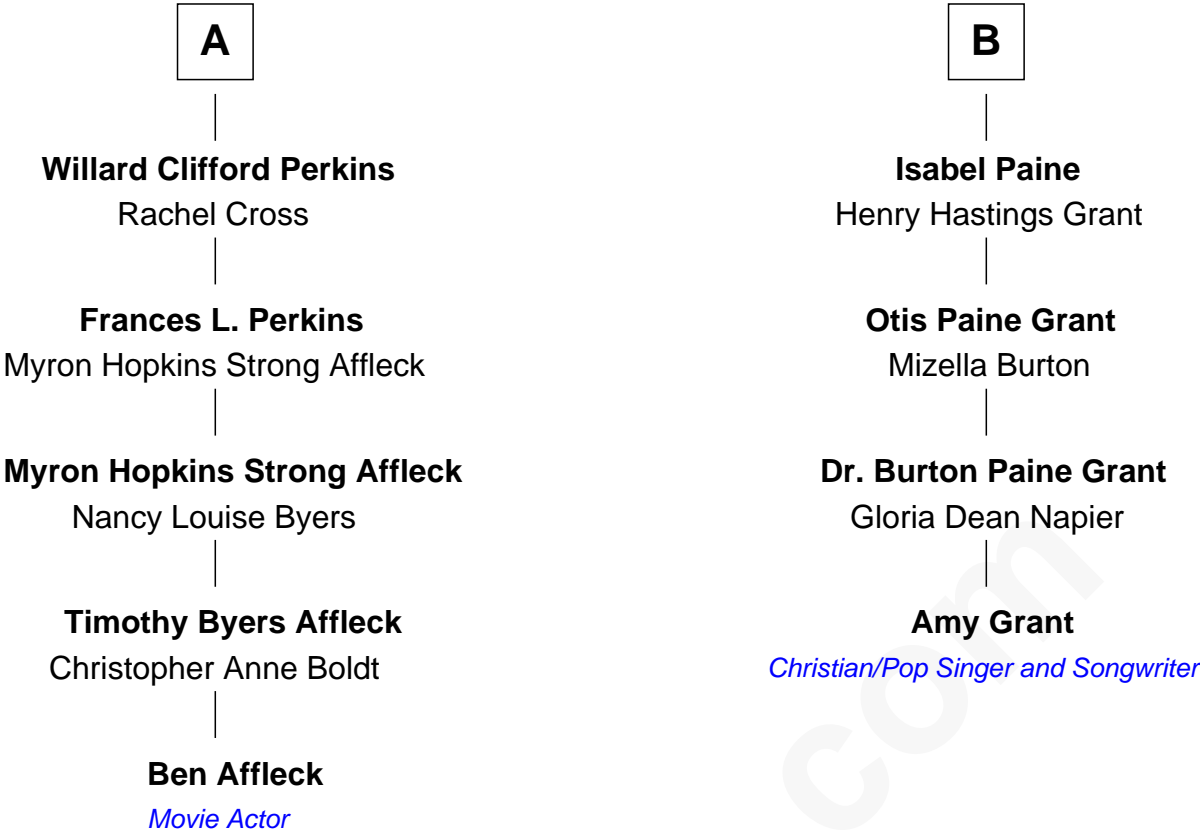 A
Willard Clifford Perkins
Rachel Cross
Frances L. Perkins
Myron Hopkins Strong Affleck
Myron Hopkins Strong Affleck
Nancy Louise Byers
Timothy Byers Affleck
Christopher Anne Boldt
Ben Affleck
Movie Actor
B
Isabel Paine
Henry Hastings Grant
Otis Paine Grant
Mizella Burton
Dr. Burton Paine Grant
Gloria Dean Napier
Amy Grant
Christian/Pop Singer and Songwriter
com